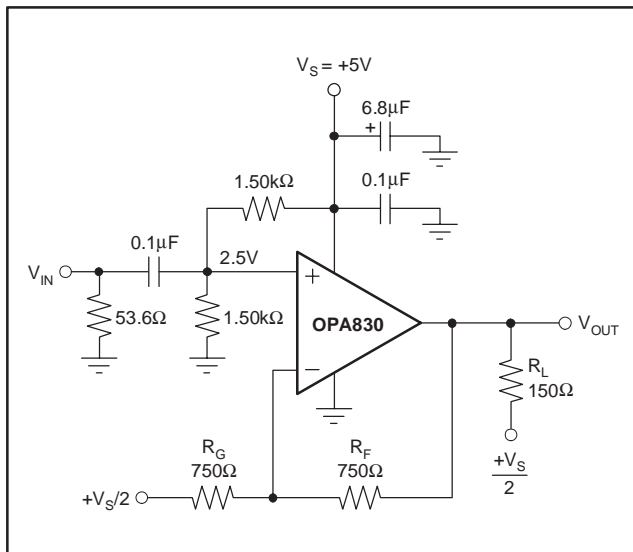 V_S = +5V
6.8μF
+
1.50kΩ
0.1μF
0.1μF
2.5V
V_IN
+
53.6Ω
1.50kΩ
OPA830
V_OUT
−
R_L
150Ω
R_G
750Ω
R_F
750Ω
+V_S/2
+V_S
2